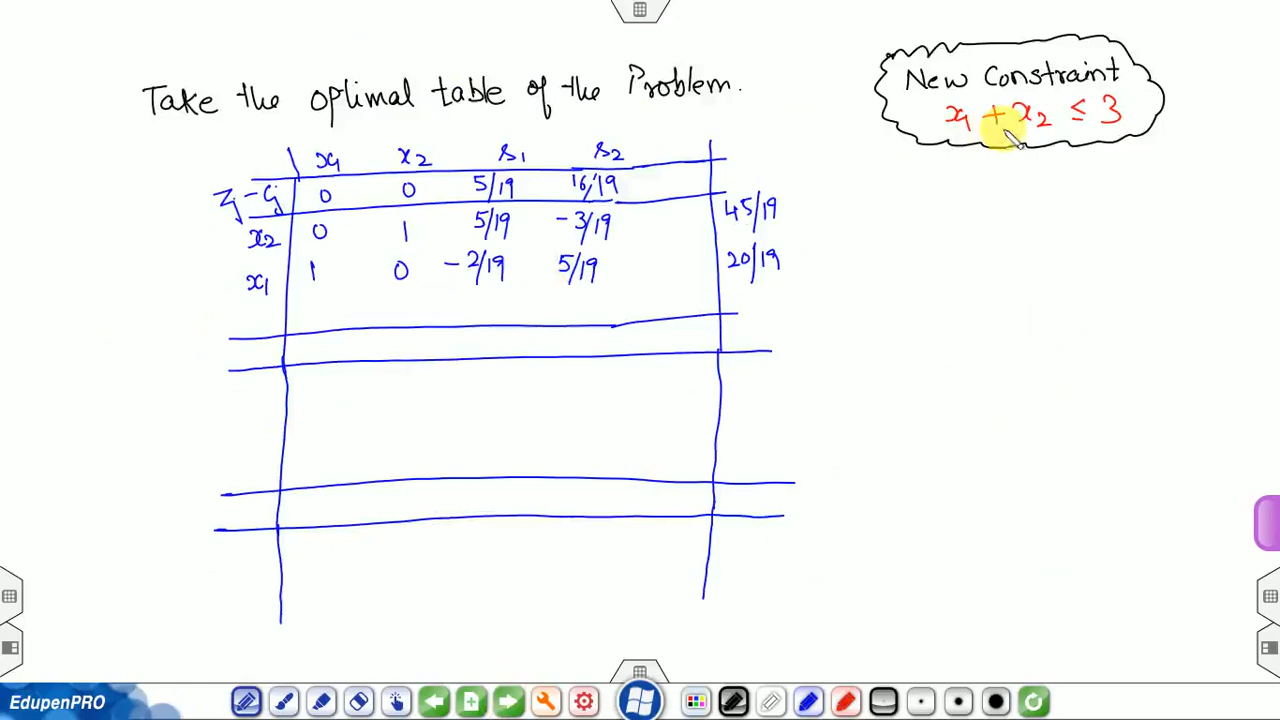 New Constraint
x1 + x2 ≤ 3
Take the optimal table of the Problem.
x1 x2 s1 s2
Zj - Cj 0 0 5/19 16/19
x2 0 1 5/19 -3/19 45/19
x1 1 0 -2/19 5/19 20/19
EdupenPRO